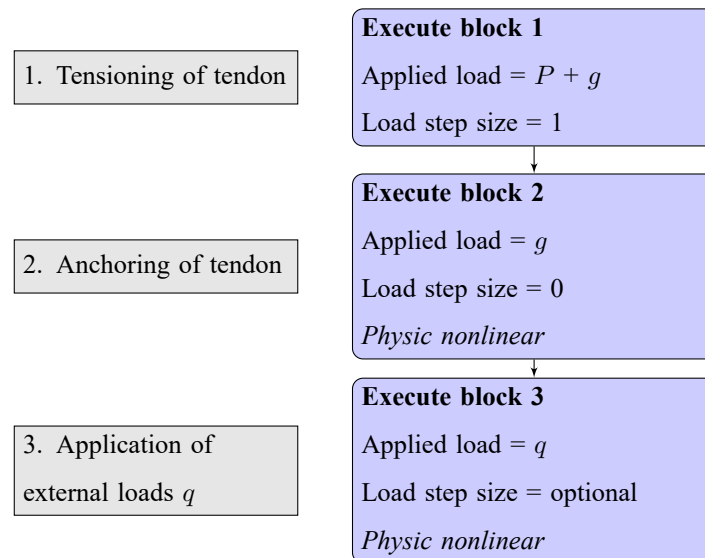 1. Tensioning of tendon
Execute block 1
Applied load = P + g
Load step size = 1
2. Anchoring of tendon
Execute block 2
Applied load = g
Load step size = 0
Physic nonlinear
3. Application of
external loads q
Execute block 3
Applied load = q
Load step size = optional
Physic nonlinear